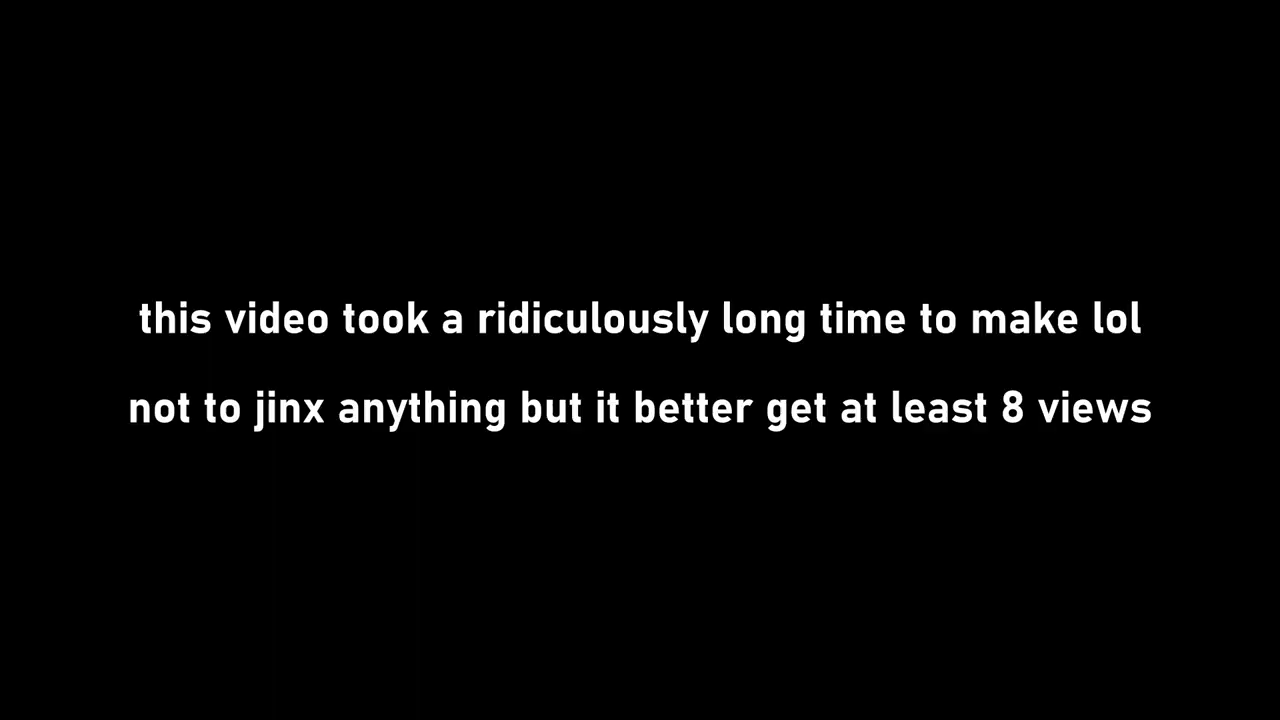 this video took a ridiculously long time to make lol
not to jinx anything but it better get at least 8 views